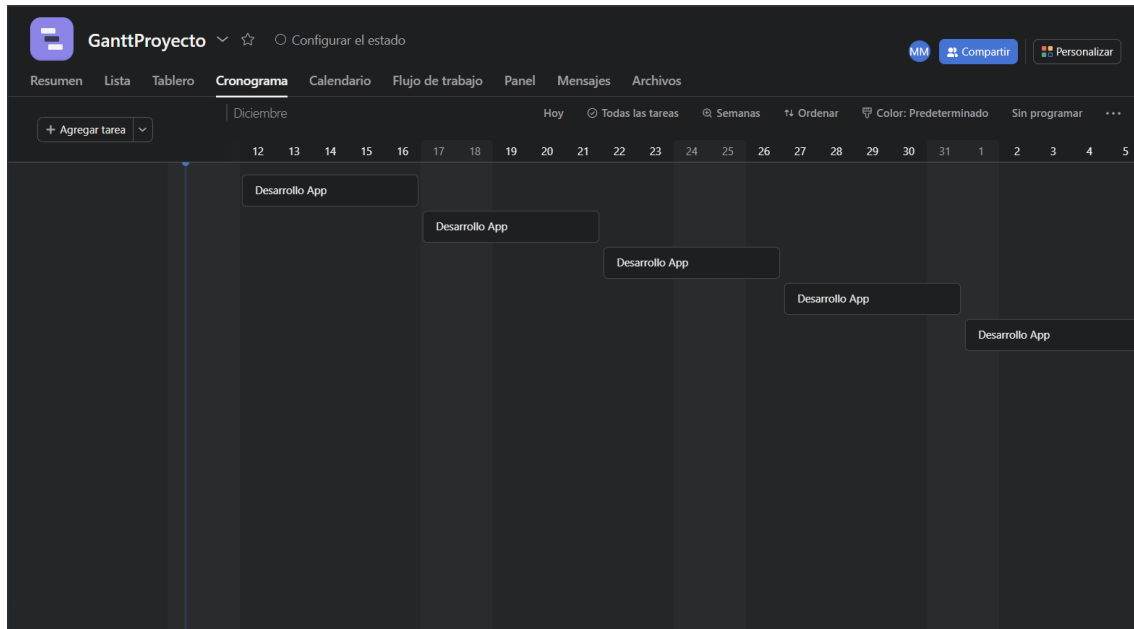 GanttProyecto Configurar el estado
MM Compartir Personalizar
Resumen Lista Tablero Cronograma Calendario Flujo de trabajo Panel Mensajes Archivos
+ Agregar tarea
Diciembre Hoy Todas las tareas Semanas Ordenar Color: Predeterminado Sin programar ...
12 13 14 15 16 17 18 19 20 21 22 23 24 25 26 27 28 29 30 31 1 2 3 4 5
Desarrollo App
Desarrollo App
Desarrollo App
Desarrollo App
Desarrollo App